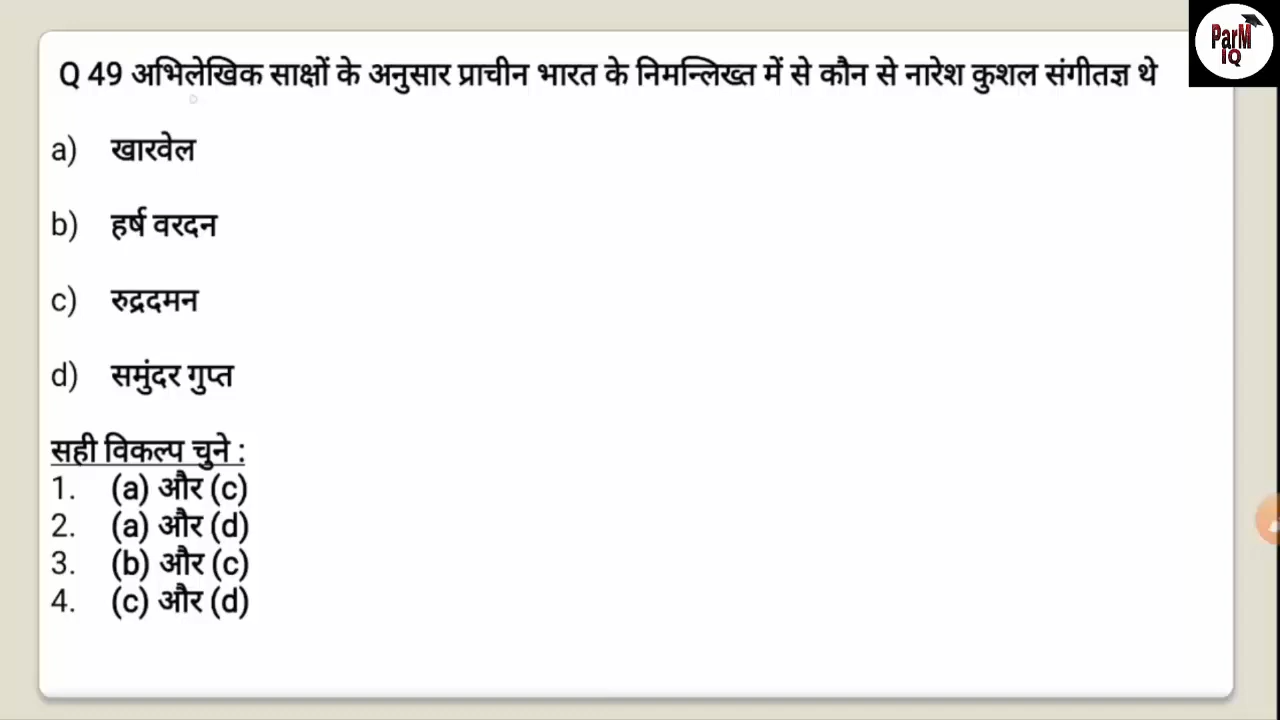 ParM
IQ
Q 49 अभिलेखिक साक्षों के अनुसार प्राचीन भारत के निमन्लिख्त में से कौन से नारेश कुशल संगीतज्ञ थे
a) खारवेल
b) हर्ष वरदन
c) रुद्रदमन
d) समुंदर गुप्त
सही विकल्प चुने :
1. (a) और (c)
2. (a) और (d)
3. (b) और (c)
4. (c) और (d)